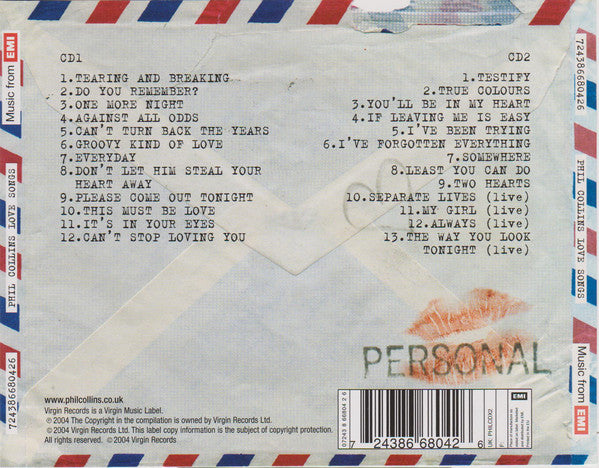 Music from EMI
PHIL COLLINS LOVE SONGS
724386680426
CD1
1.TEARING AND BREAKING
2.DO YOU REMEMBER?
3.ONE MORE NIGHT
4.AGAINST ALL ODDS
5.CAN'T TURN BACK THE YEARS
6.GROOVY KIND OF LOVE
7.EVERYDAY
8.DON'T LET HIM STEAL YOUR
HEART AWAY
9.PLEASE COME OUT TONIGHT
10.THIS MUST BE LOVE
11.IT'S IN YOUR EYES
12.CAN'T STOP LOVING YOU
CD2
1.TESTIFY
2.TRUE COLOURS
3.YOU'LL BE IN MY HEART
4.IF LEAVING ME IS EASY
5.I'VE BEEN TRYING
6.I'VE FORGOTTEN EVERYTHING
7.SOMEWHERE
8.LEAST YOU CAN DO
9.TWO HEARTS
10.SEPARATE LIVES (live)
11.MY GIRL (live)
12.ALWAYS (live)
13.THE WAY YOU LOOK
TONIGHT (live)
PERSONAL
www.philcollins.co.uk
Virgin Records is a Virgin Music Label.
℗ 2004 The Copyright in the compilation is owned by Virgin Records Ltd.
© 2004 Virgin Records Ltd. This label copy information is the subject of copyright protection.
All rights reserved. ©2004 Virgin Records
07243 8 66804 2 6
7 24386 68042 6
UK: PHILCDX2
EMI
724386680426
PHIL COLLINS LOVE SONGS
Music from EMI